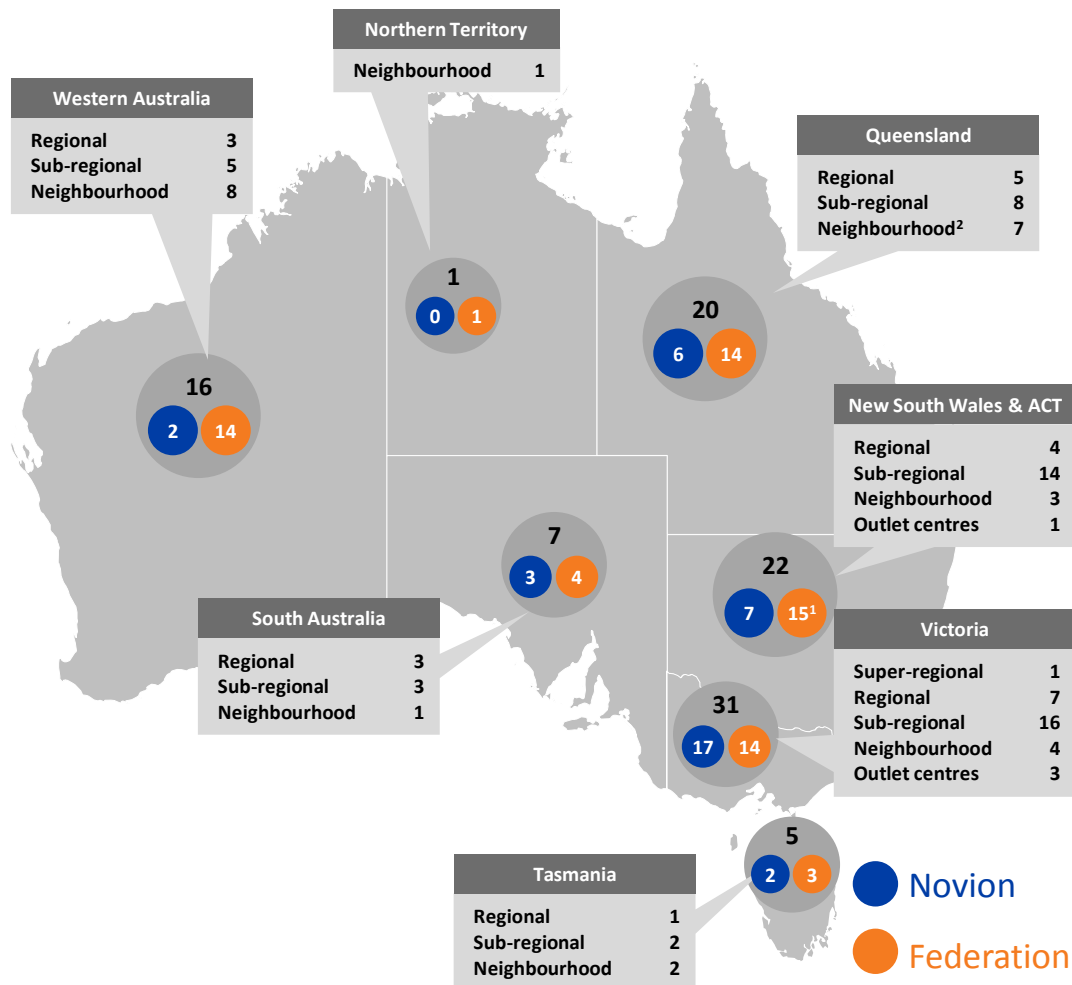 Northern Territory
Neighbourhood 1
Western Australia
Regional 3
Sub-regional 5
Neighbourhood 8
Queensland
Regional 5
Sub-regional 8
Neighbourhood² 7
1
0 1
20
6 14
16
2 14
New South Wales & ACT
Regional 4
Sub-regional 14
Neighbourhood 3
Outlet centres 1
7
3 4
22
7 15¹
South Australia
Regional 3
Sub-regional 3
Neighbourhood 1
Victoria
Super-regional 1
Regional 7
Sub-regional 16
Neighbourhood 4
Outlet centres 3
31
17 14
5
2 3
Tasmania
Regional 1
Sub-regional 2
Neighbourhood 2
Novion
Federation